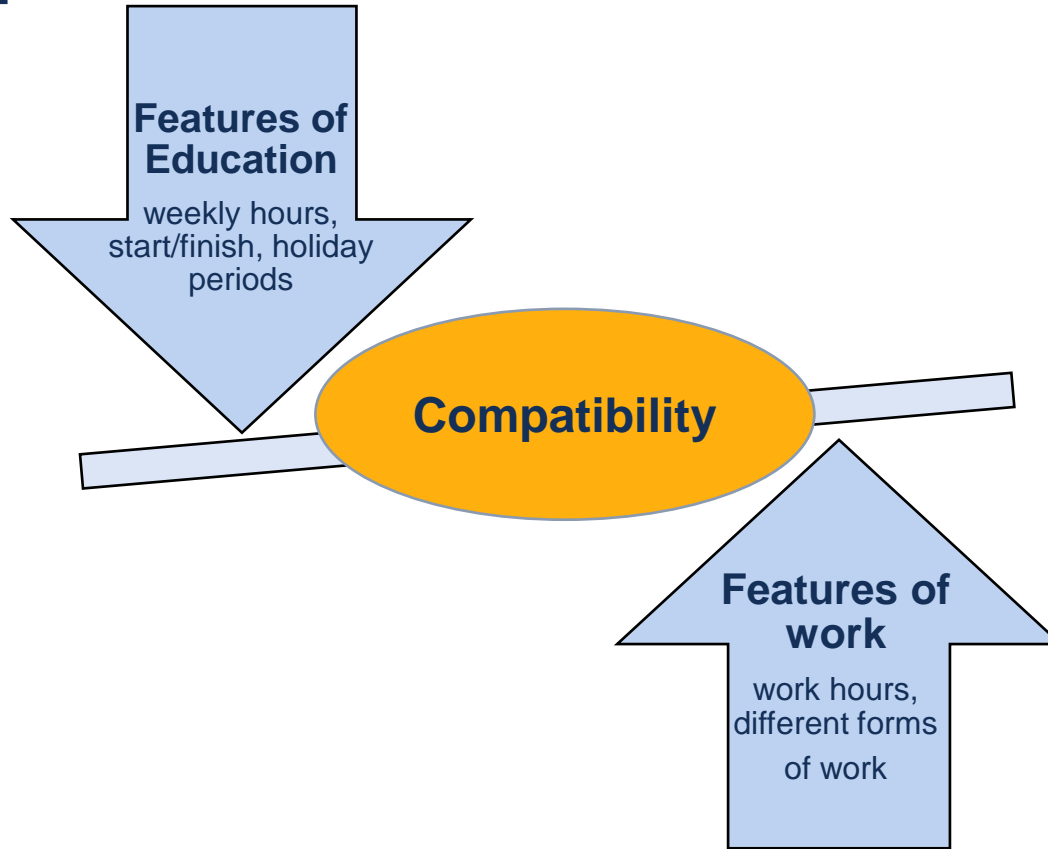 Features of
Education
weekly hours,
start/finish, holiday
periods
Compatibility
Features of
work
work hours,
different forms
of work